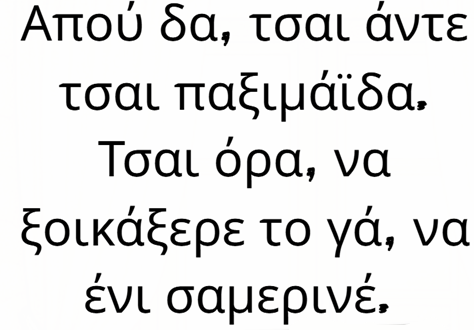 Απού δα, τσαι άντε
τσαι παξιμάϊδα.
Τσαι όρα, να
ξοικάξερε το γά, να
ένι σαμερινέ.